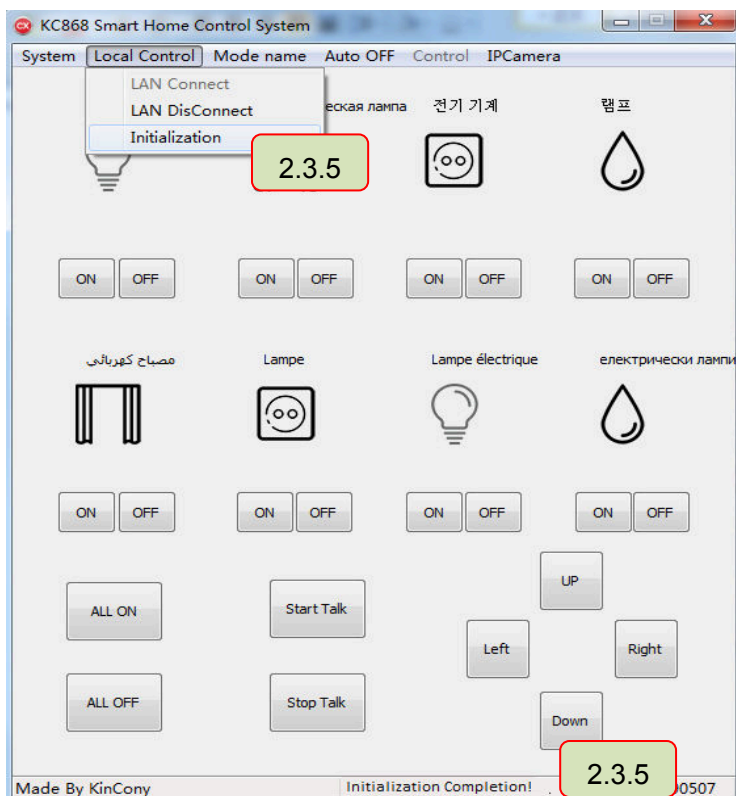 KC868 Smart Home Control System
System Local Control Mode name Auto OFF Control IPCamera
LAN Connect
LAN DisConnect
Initialization
2.3.5
лампа 전기 기계 램프
ON OFF ON OFF ON OFF ON OFF
مصباح كهربائي Lampe Lampe électrique електрически лампи
ON OFF ON OFF ON OFF ON OFF
ALL ON Start Talk UP
Left Right
ALL OFF Stop Talk Down
2.3.5
Made By KinCony Initialization Completion!